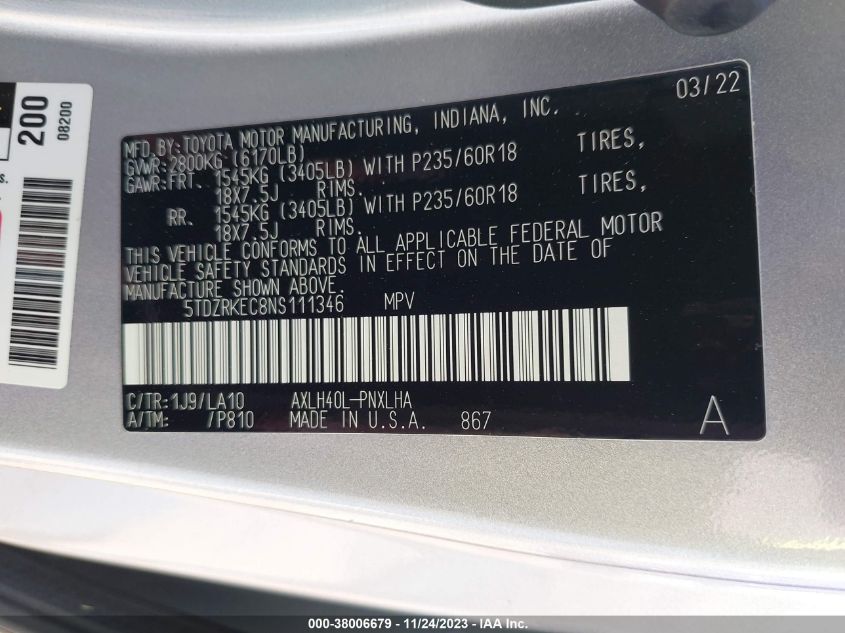 200
08200
s.
03/22
MFD.BY:TOYOTA MOTOR MANUFACTURING, INDIANA, INC.
GVWR:2800KG (6170LB)
GAWR:FRT. 1545KG (3405LB) WITH P235/60R18 TIRES,
18X7.5J RIMS.
RR. 1545KG (3405LB) WITH P235/60R18 TIRES,
18X7.5J RIMS.
THIS VEHICLE CONFORMS TO ALL APPLICABLE FEDERAL MOTOR
VEHICLE SAFETY STANDARDS IN EFFECT ON THE DATE OF
MANUFACTURE SHOWN ABOVE.
5TDZRKEC8NS111346 MPV
C/TR:1J9/LA10 AXLH40L-PNXLHA
A/TM: /P810 MADE IN U.S.A. 867
A
000-38006679 - 11/24/2023 - IAA Inc.